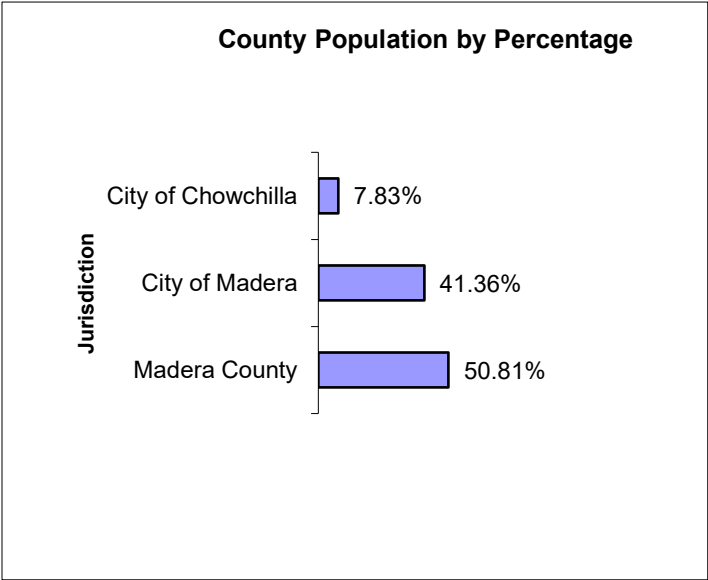 County Population by Percentage
City of Chowchilla 7.83%
City of Madera 41.36%
Madera County 50.81%
Jurisdiction